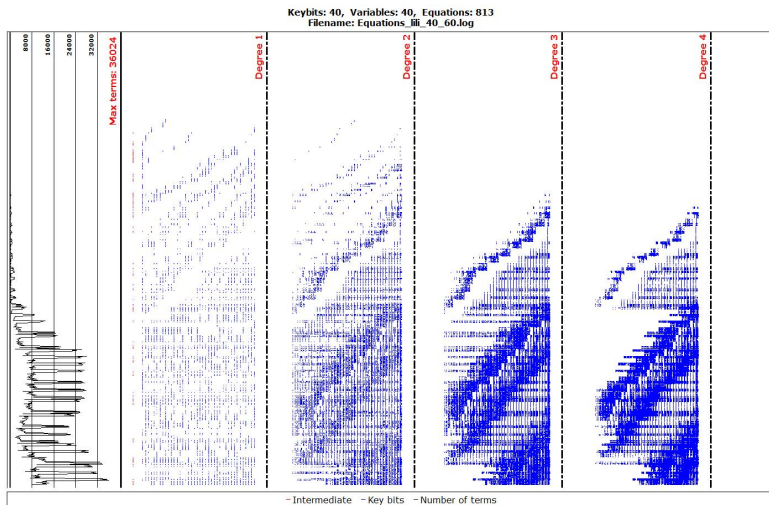 Keybits: 40, Variables: 40, Equations: 813
Filename: Equations_lili_40_60.log
8000
16000
24000
32000
Max terms: 36024
Degree 1
Degree 2
Degree 3
Degree 4
– Intermediate – Key bits – Number of terms